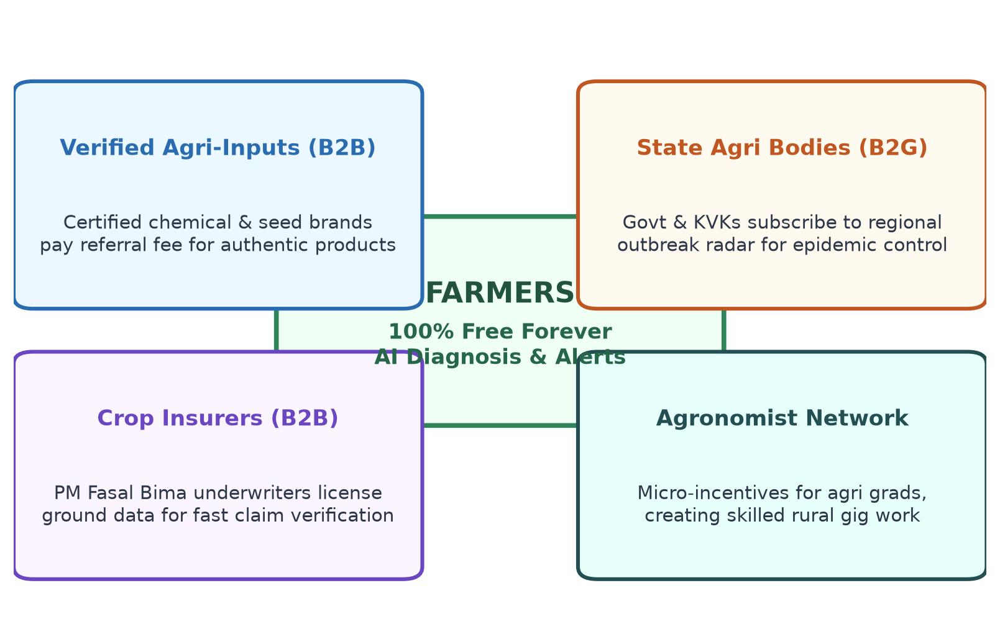 Verified Agri-Inputs (B2B)
Certified chemical & seed brands
pay referral fee for authentic products
State Agri Bodies (B2G)
Govt & KVKs subscribe to regional
outbreak radar for epidemic control
FARMERS
100% Free Forever
AI Diagnosis & Alerts
Crop Insurers (B2B)
PM Fasal Bima underwriters license
ground data for fast claim verification
Agronomist Network
Micro-incentives for agri grads,
creating skilled rural gig work